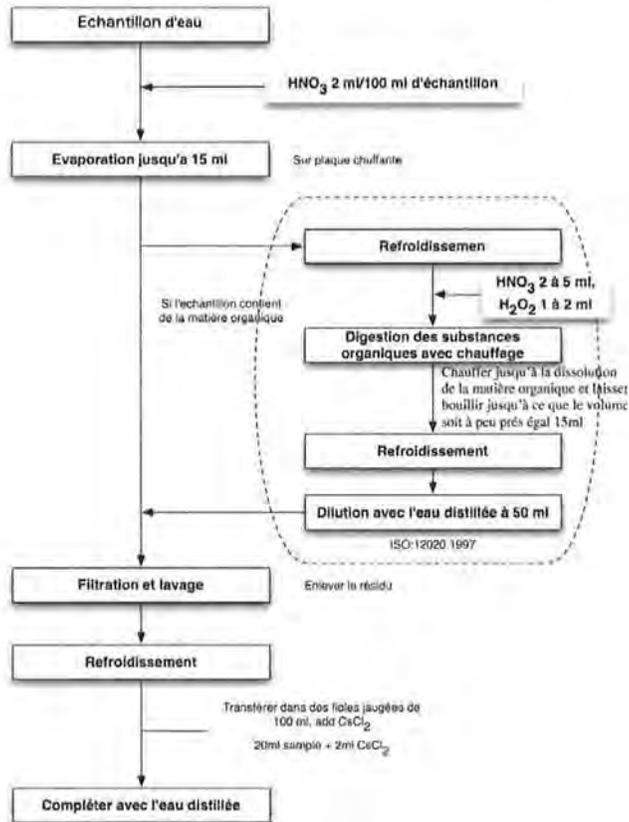 Echantillon d'eau
HNO3 2 ml/100 ml d'échantillon
Evaporation jusqu'a 15 ml
Sur plaque chuffante
Refroidissemen
HNO3 2 à 5 ml,
H2O2 1 à 2 ml
Si l'echantillon contient
de la matière organique
Digestion des substances
organiques avec chauffage
Chauffer jusqu'à la dissolution
de la matière organique et laisser
bouillir jusqu'à ce que le volume
soit à peu prés égal 15ml
Refroidissement
Dilution avec l'eau distillée à 50 ml
ISO:12020 1997
Filtration et lavage
Enlever le résidu
Refroidissement
Transférer dans des fioles jaugées de
100 ml, add CsCl2
20ml sample + 2ml CsCl2
Compléter avec l'eau distillée